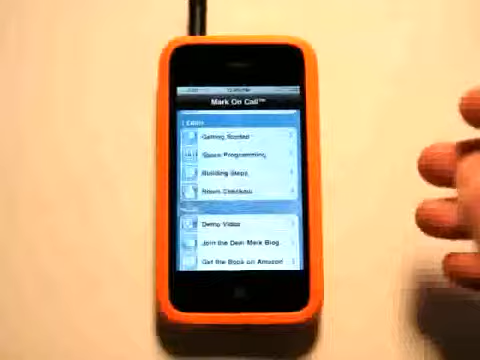 Mark On Call™
Getting Started
Space Programming
Building Steps
Room Checkout
Demo Video
Join the Dear Mark Blog
Get the Book on Amazon